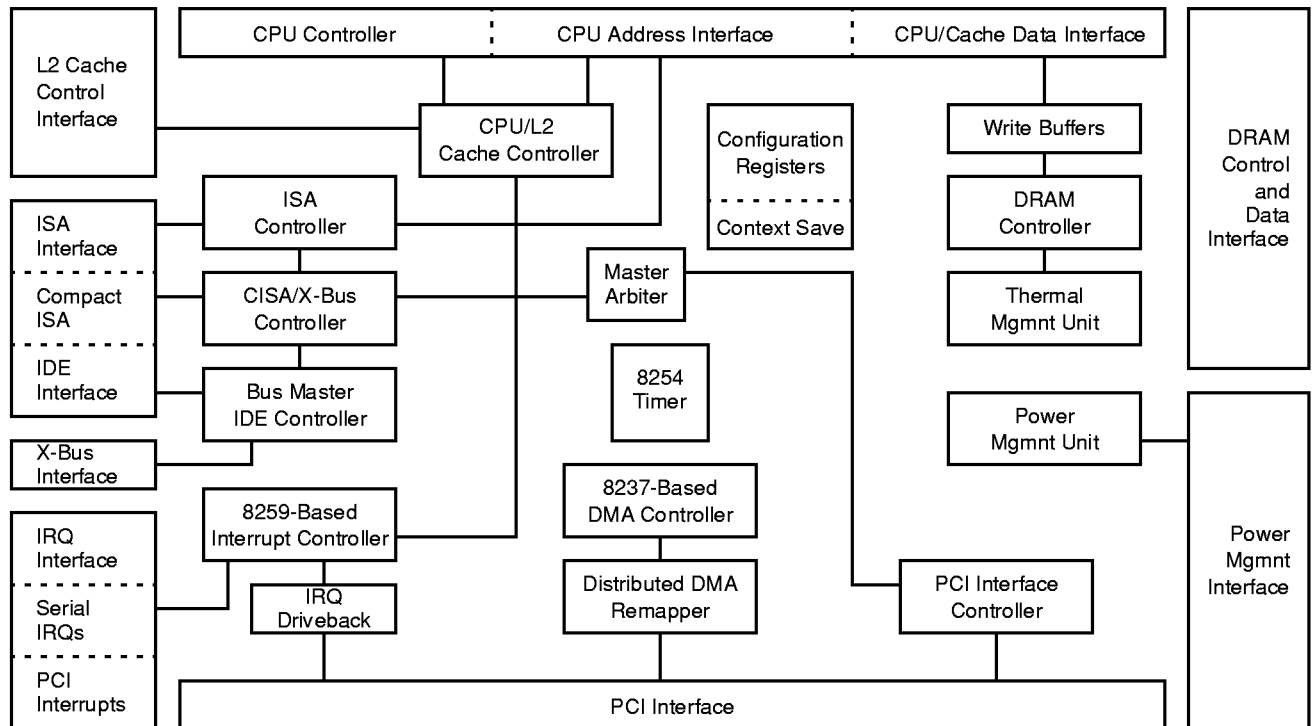 CPU Controller
CPU Address Interface
CPU/Cache Data Interface
L2 Cache
Control
Interface
CPU/L2
Cache Controller
Configuration
Registers
Context Save
Write Buffers
DRAM
Control
and
Data
Interface
ISA
Interface
Compact
ISA
IDE
Interface
ISA
Controller
DRAM
Controller
CISA/X-Bus
Controller
Master
Arbiter
Thermal
Mgmnt Unit
Bus Master
IDE Controller
8254
Timer
Power
Mgmnt Unit
X-Bus
Interface
8259-Based
Interrupt Controller
8237-Based
DMA Controller
IRQ
Interface
Serial
IRQs
PCI
Interrupts
IRQ
Driveback
Distributed DMA
Remapper
PCI Interface
Controller
Power
Mgmnt
Interface
PCI Interface